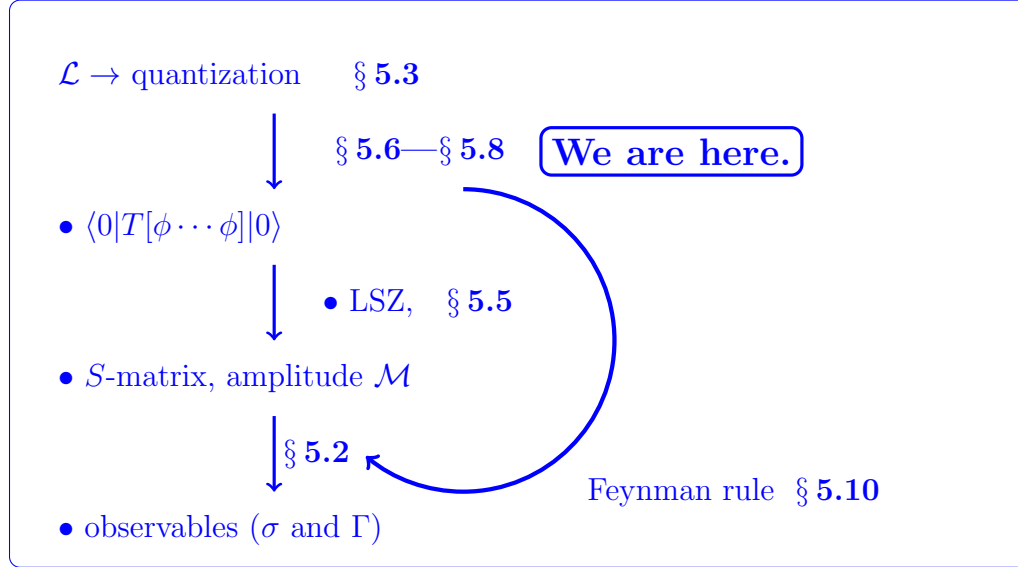 ℒ → quantization § 5.3
§ 5.6—§ 5.8 We are here.
• ⟨0|T[ϕ⋯ϕ]|0⟩
• LSZ, § 5.5
• S-matrix, amplitude ℳ
§ 5.2
Feynman rule § 5.10
• observables (σ and Γ)